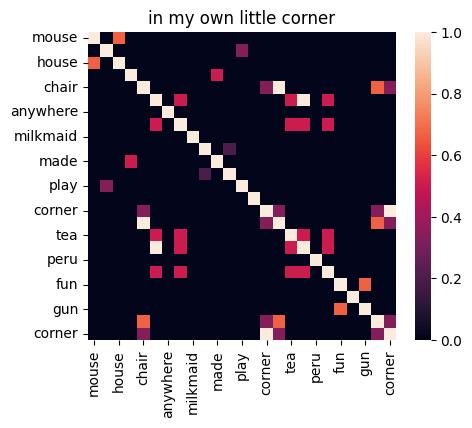 in my own little corner
mouse
house
chair
anywhere
milkmaid
made
play
corner
tea
peru
fun
gun
corner
1.0
0.8
0.6
0.4
0.2
0.0
mouse
house
chair
anywhere
milkmaid
made
play
corner
tea
peru
fun
gun
corner